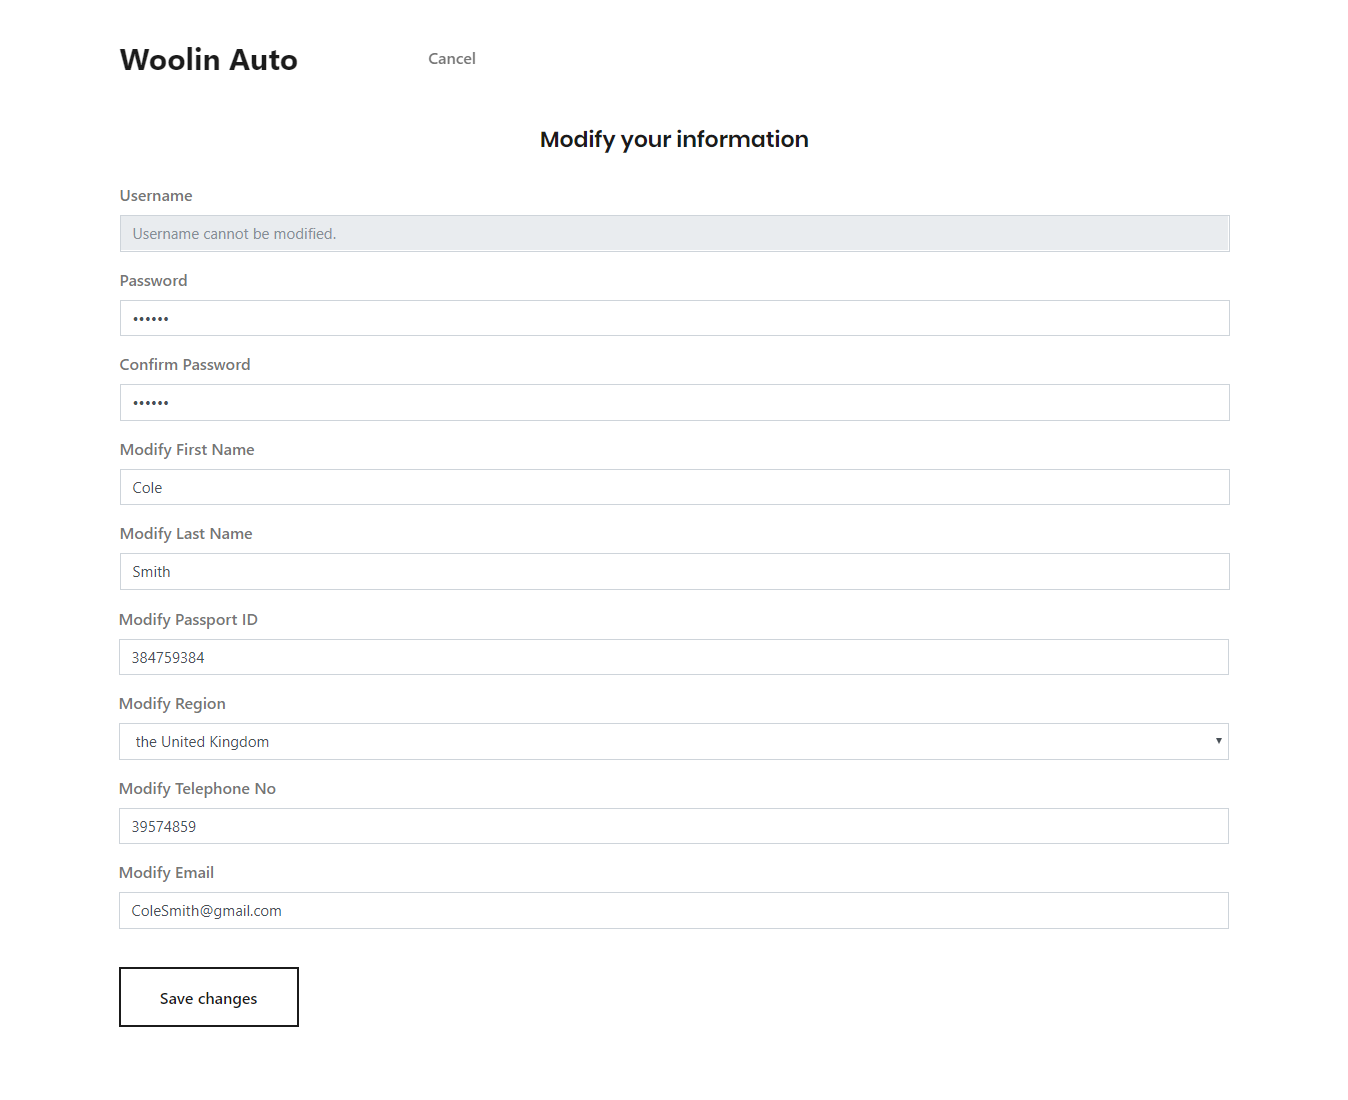 Woolin Auto
Cancel
Modify your information
Username
Username cannot be modified.
Password
••••••
Confirm Password
••••••
Modify First Name
Cole
Modify Last Name
Smith
Modify Passport ID
384759384
Modify Region
the United Kingdom
Modify Telephone No
39574859
Modify Email
ColeSmith@gmail.com
Save changes